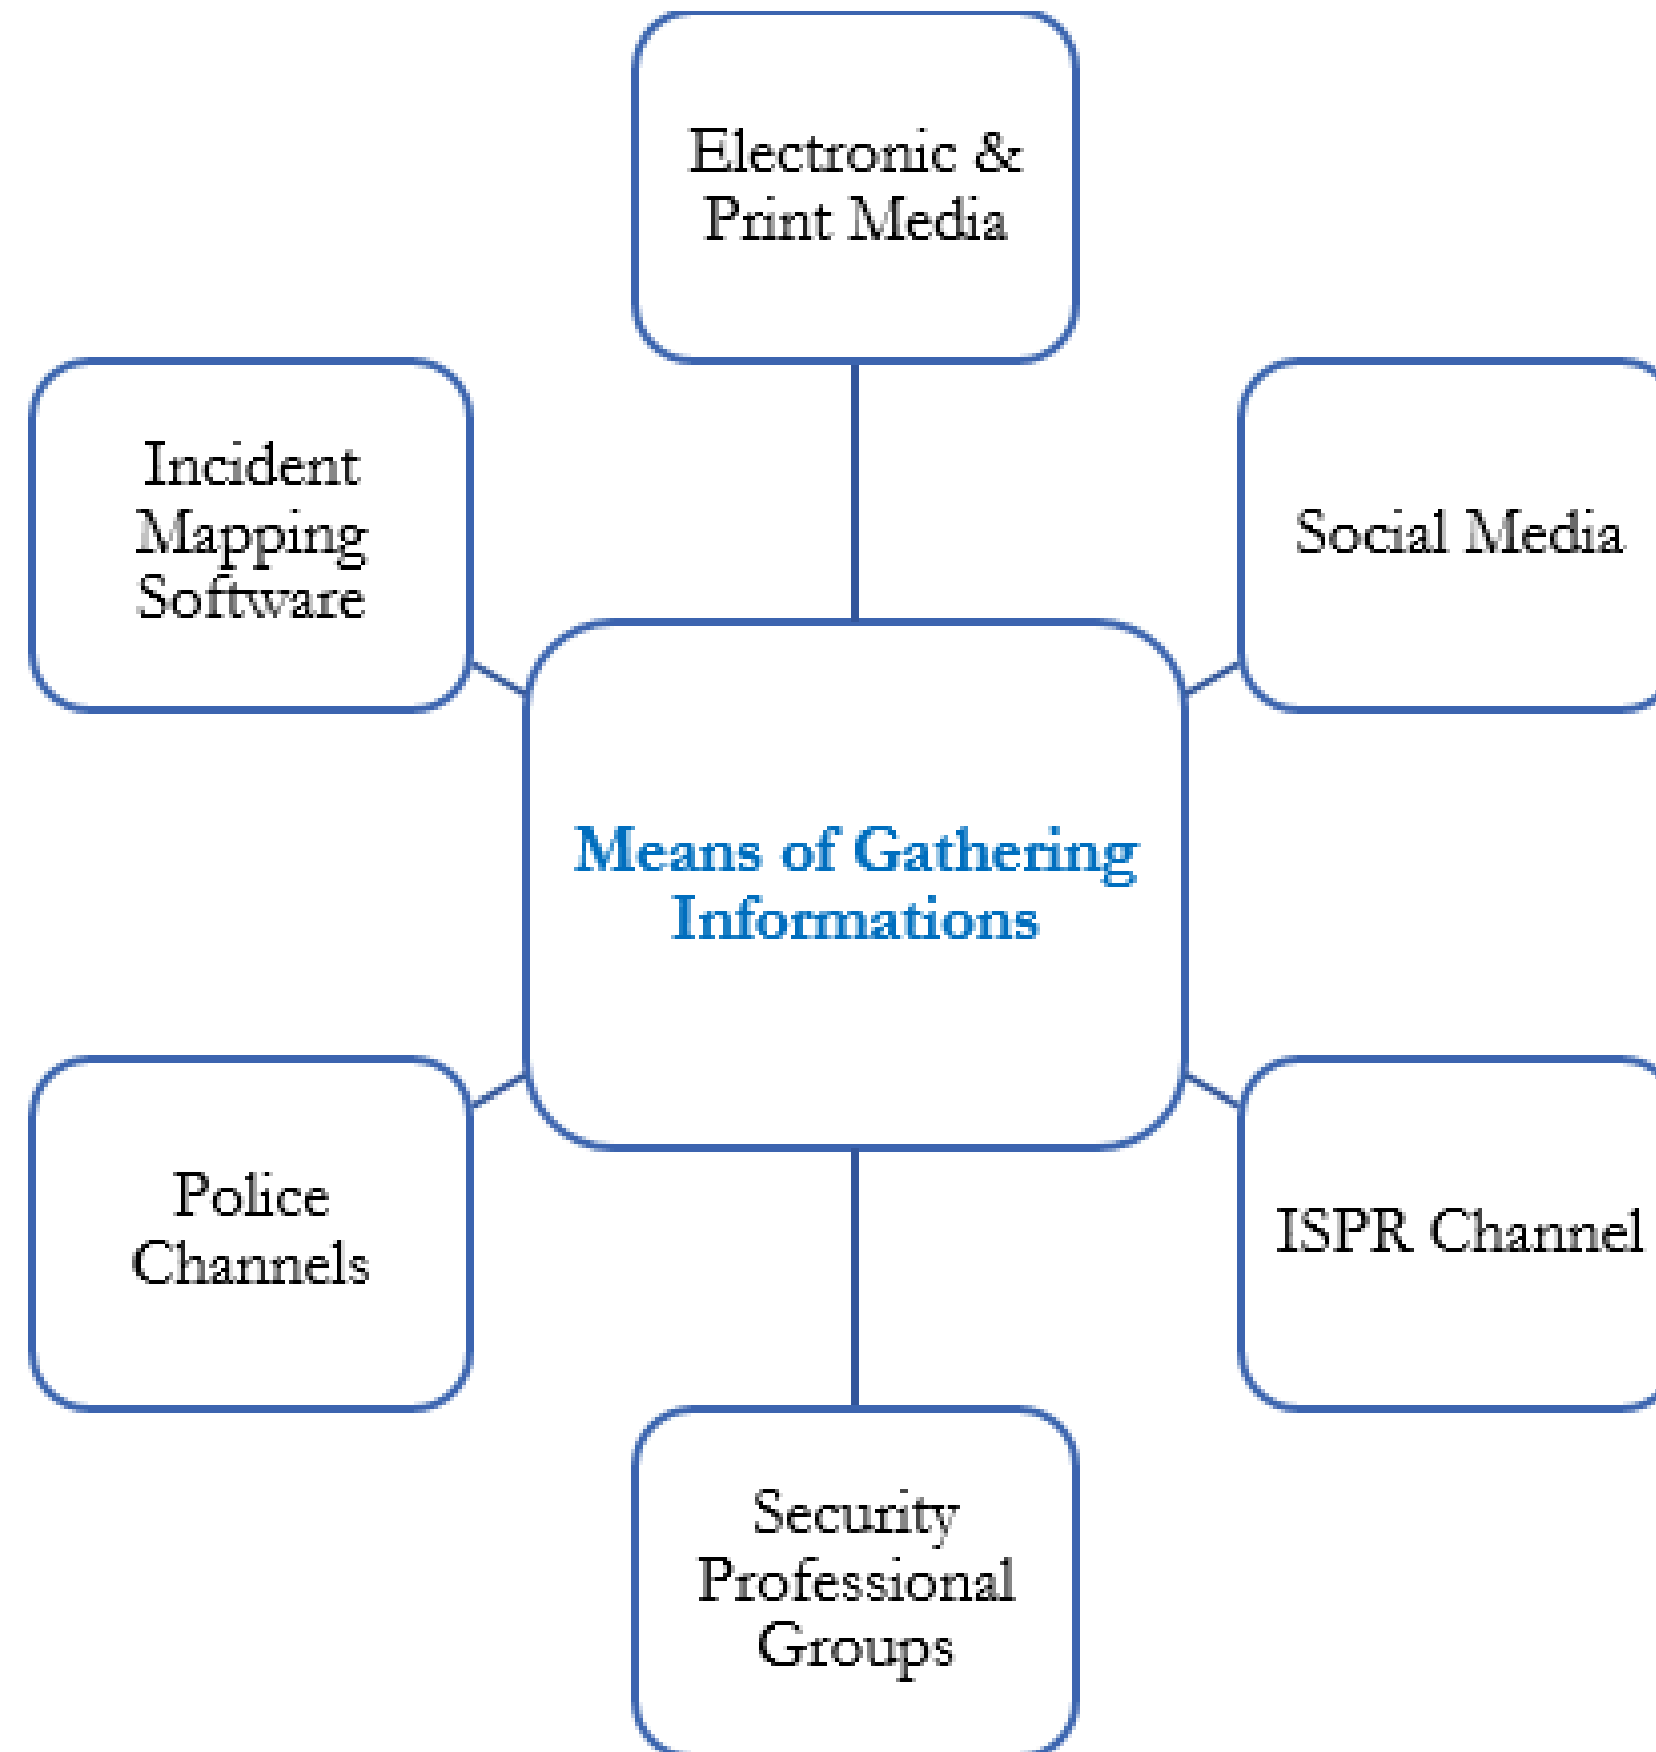 Electronic &
Print Media
Incident
Mapping
Software
Social Media
Means of Gathering
Informations
Police
Channels
ISPR Channel
Security
Professional
Groups